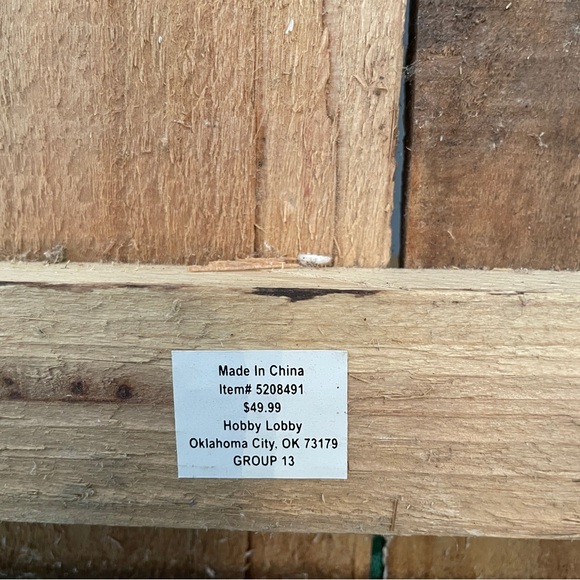 Made In China
Item# 5208491
$49.99
Hobby Lobby
Oklahoma City, OK 73179
GROUP 13